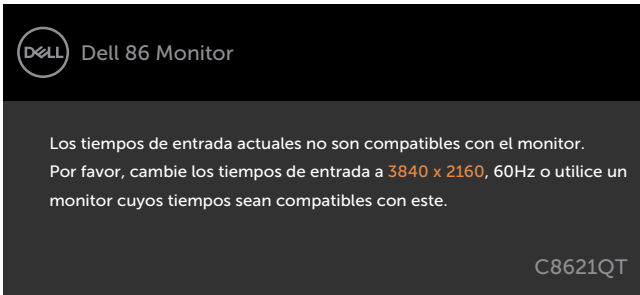 DELL
Dell 86 Monitor
Los tiempos de entrada actuales no son compatibles con el monitor.
Por favor, cambie los tiempos de entrada a 3840 x 2160, 60Hz o utilice un
monitor cuyos tiempos sean compatibles con este.
C8621QT